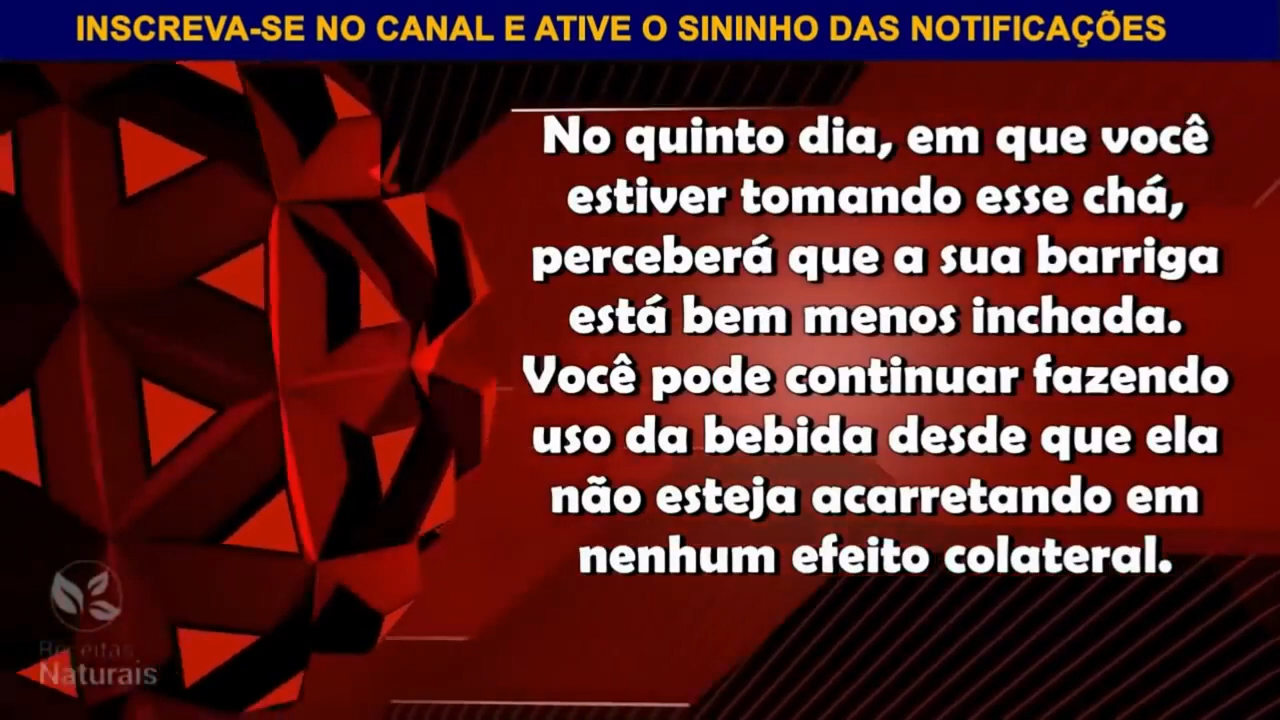 INSCREVA-SE NO CANAL E ATIVE O SININHO DAS NOTIFICAÇÕES
No quinto dia, em que você
estiver tomando esse chá,
perceberá que a sua barriga
está bem menos inchada.
Você pode continuar fazendo
uso da bebida desde que ela
não esteja acarretando em
nenhum efeito colateral.
Receitas
Naturais